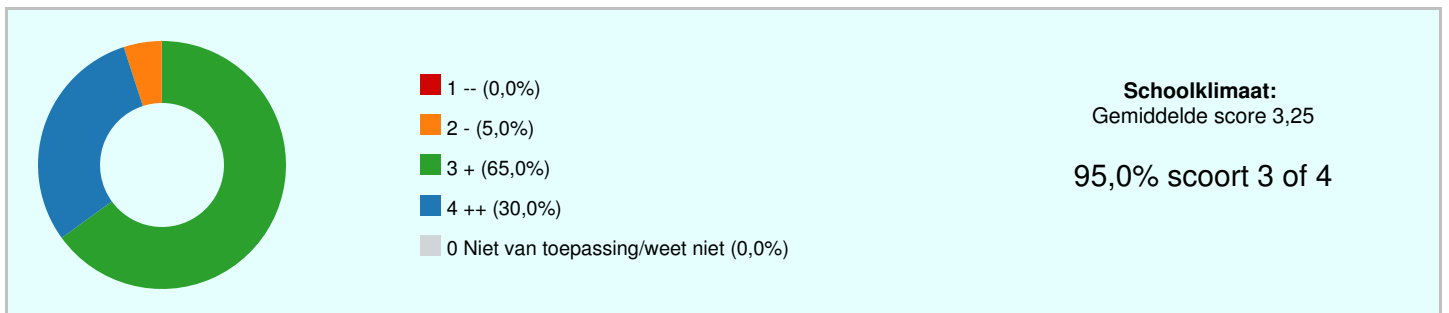 1 -- (0,0%)
2 - (5,0%)
3 + (65,0%)
4 ++ (30,0%)
0 Niet van toepassing/weet niet (0,0%)
Schoolklimaat:
Gemiddelde score 3,25
95,0% scoort 3 of 4